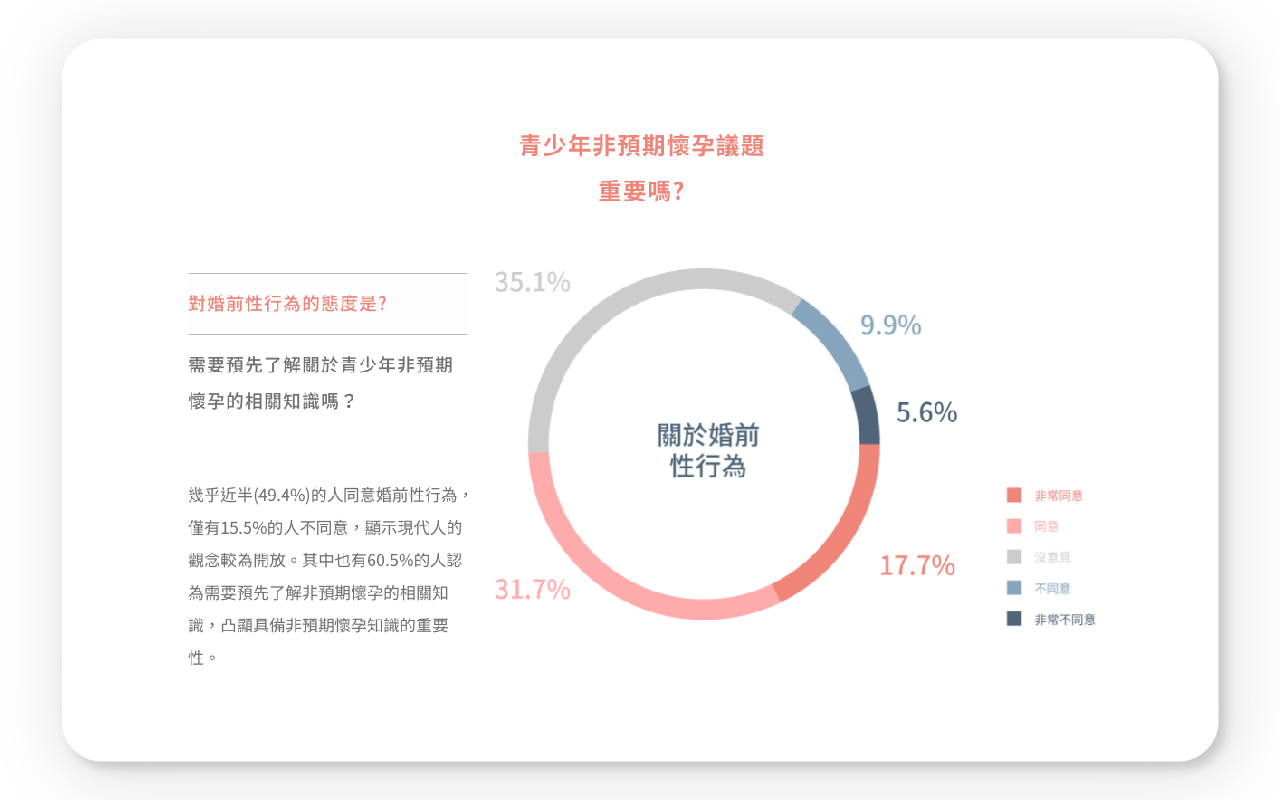 青少年非預期懷孕議題
重要嗎?
對婚前性行為的態度是?
需要預先了解關於青少年非預期
懷孕的相關知識嗎？
幾乎近半(49.4%)的人同意婚前性行為，
僅有15.5%的人不同意，顯示現代人的
觀念較為開放。其中也有60.5%的人認
為需要預先了解非預期懷孕的相關知
識，凸顯具備非預期懷孕知識的重要
性。
35.1%
9.9%
5.6%
關於婚前
性行為
17.7%
31.7%
非常同意
同意
沒意見
不同意
非常不同意